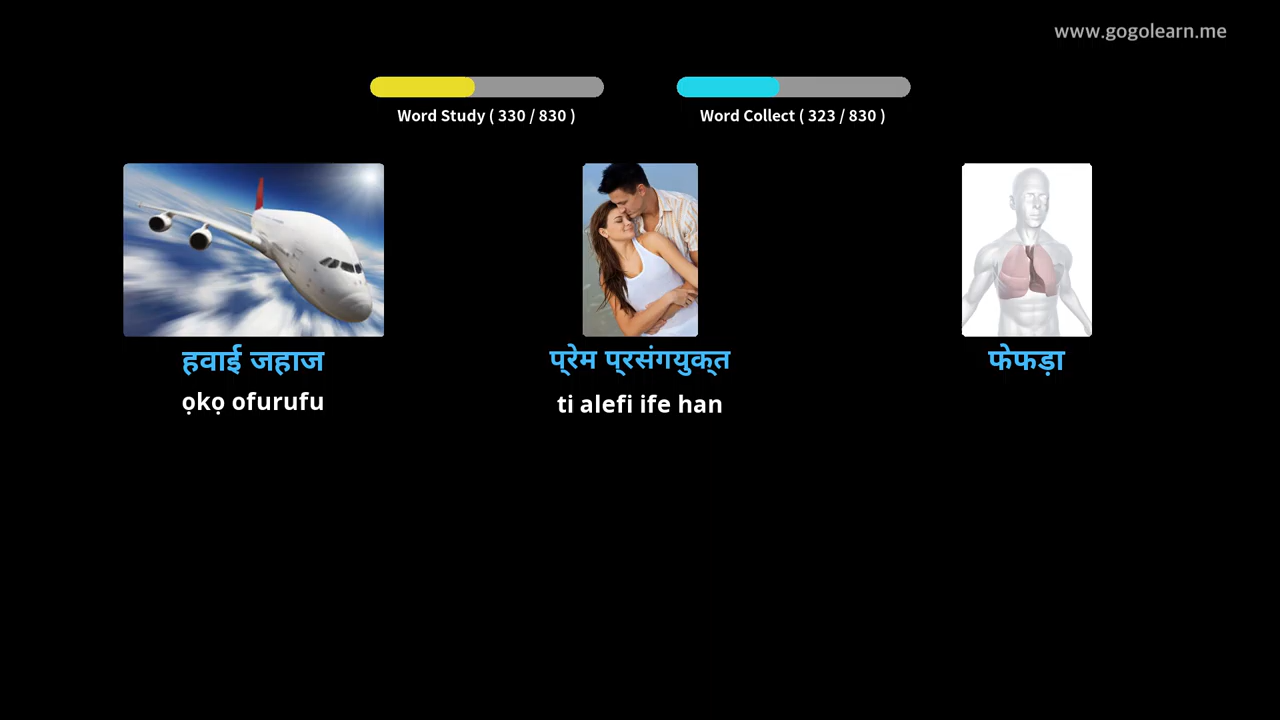 www.gogolearn.me
Word Study ( 330 / 830 )
Word Collect ( 323 / 830 )
हवाई जहाज
ọkọ ofurufu
प्रेम प्रसंगयुक्त
ti alefi ife han
फेफड़ा